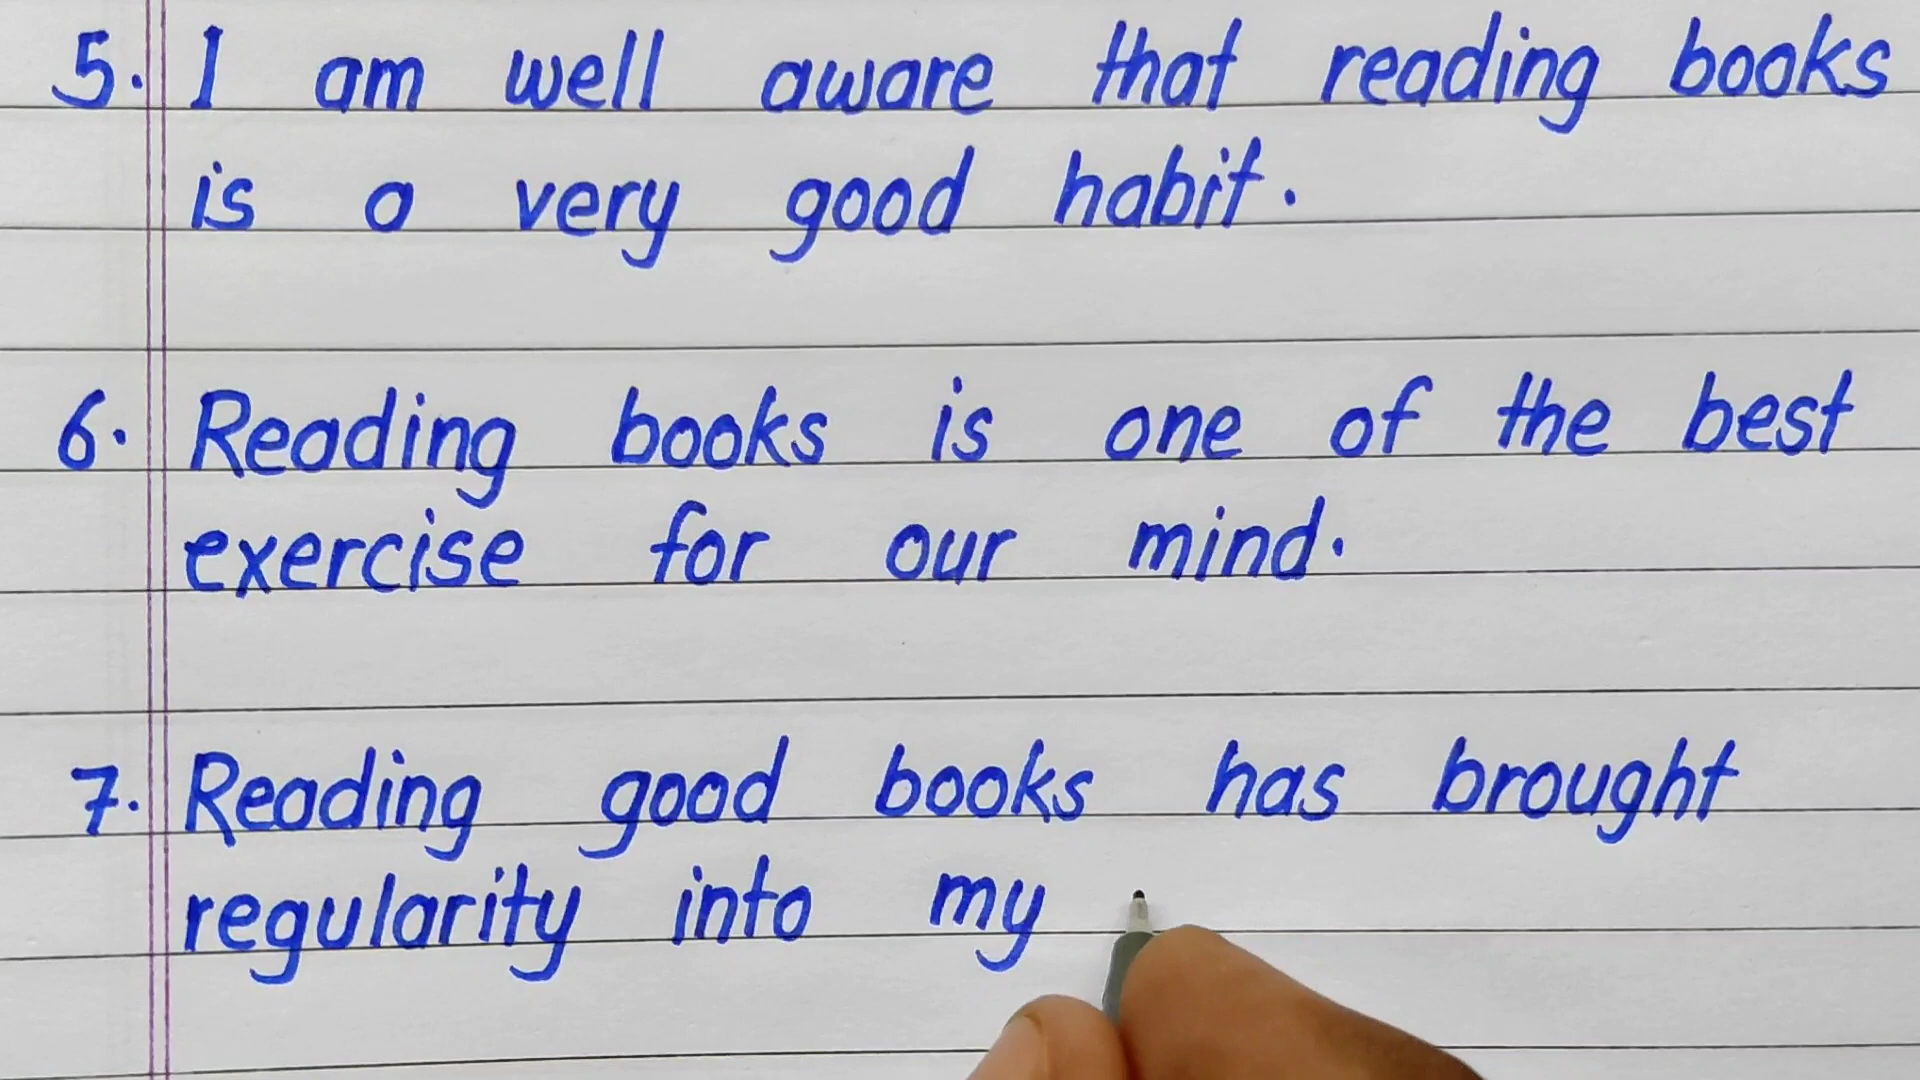 5. I am well aware that reading books
is a very good habit.
6. Reading books is one of the best
exercise for our mind.
7. Reading good books has brought
regularity into my